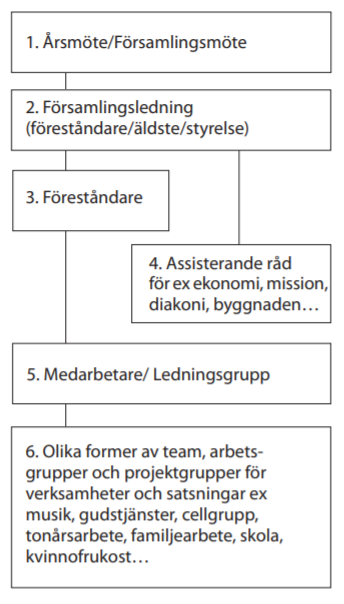 1. Årsmöte/Församlingsmöte
2. Församlingsledning
(föreståndare/äldste/styrelse)
3. Föreståndare
4. Assisterande råd
för ex ekonomi, mission,
diakoni, byggnaden…
5. Medarbetare/ Ledningsgrupp
6. Olika former av team, arbets-
grupper och projektgrupper för
verksamheter och satsningar ex
musik, gudstjänster, cellgrupp,
tonårsarbete, familjearbete, skola,
kvinnofrukost…